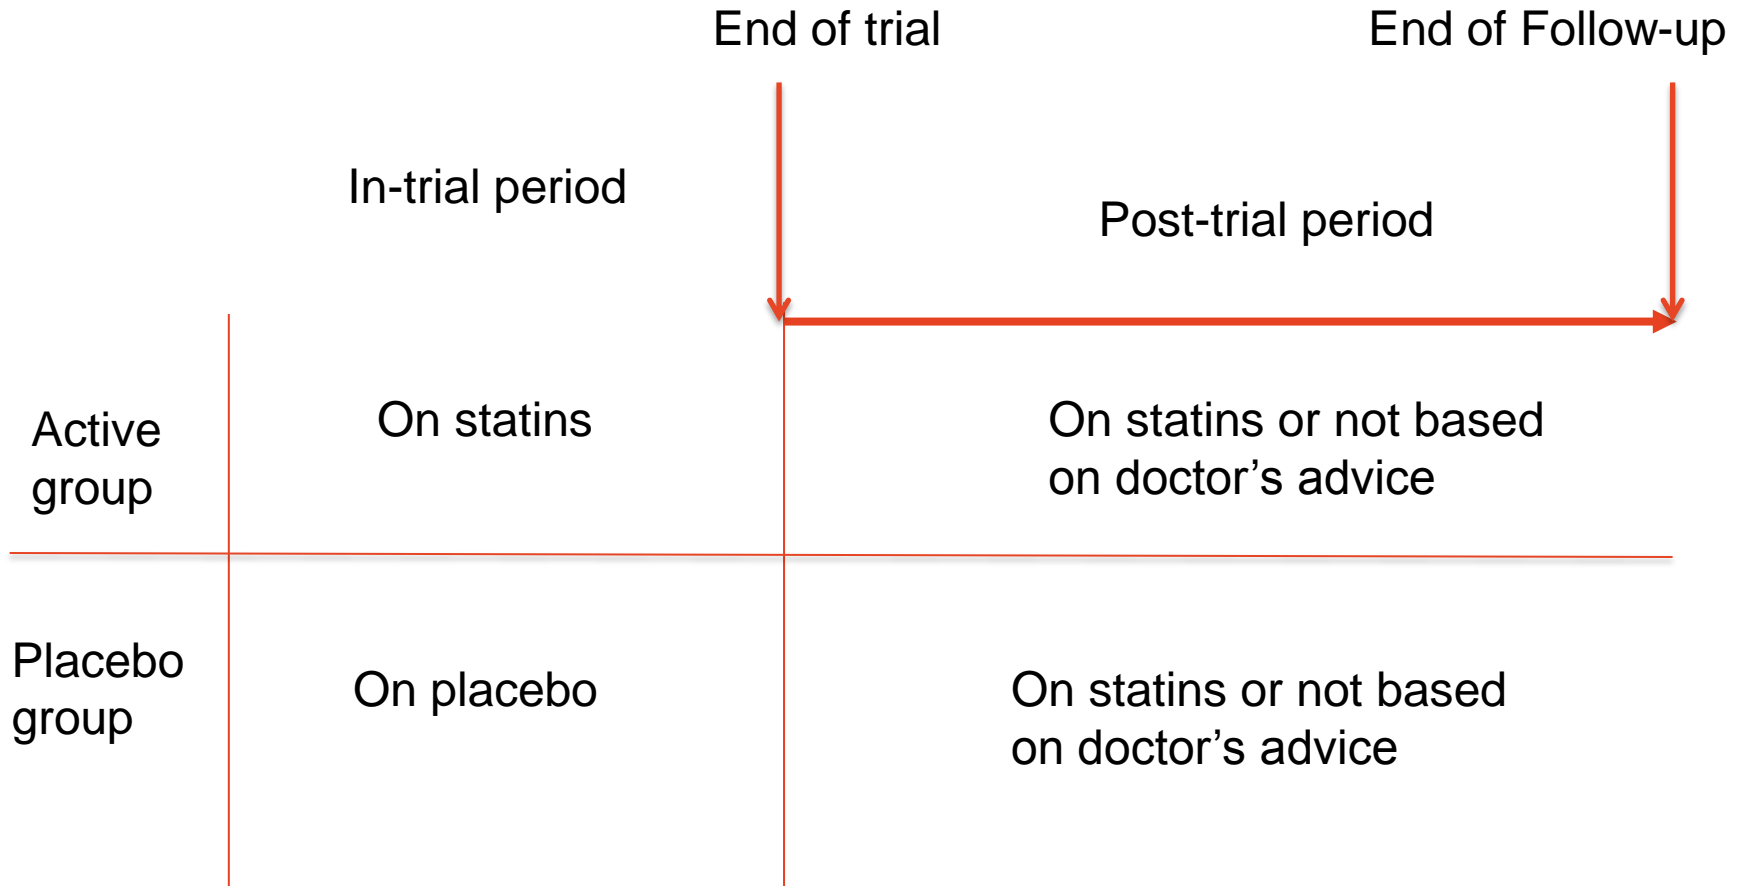 End of trial
End of Follow-up
In-trial period
Post-trial period
Active
group
On statins
On statins or not based
on doctor’s advice
Placebo
group
On placebo
On statins or not based
on doctor’s advice